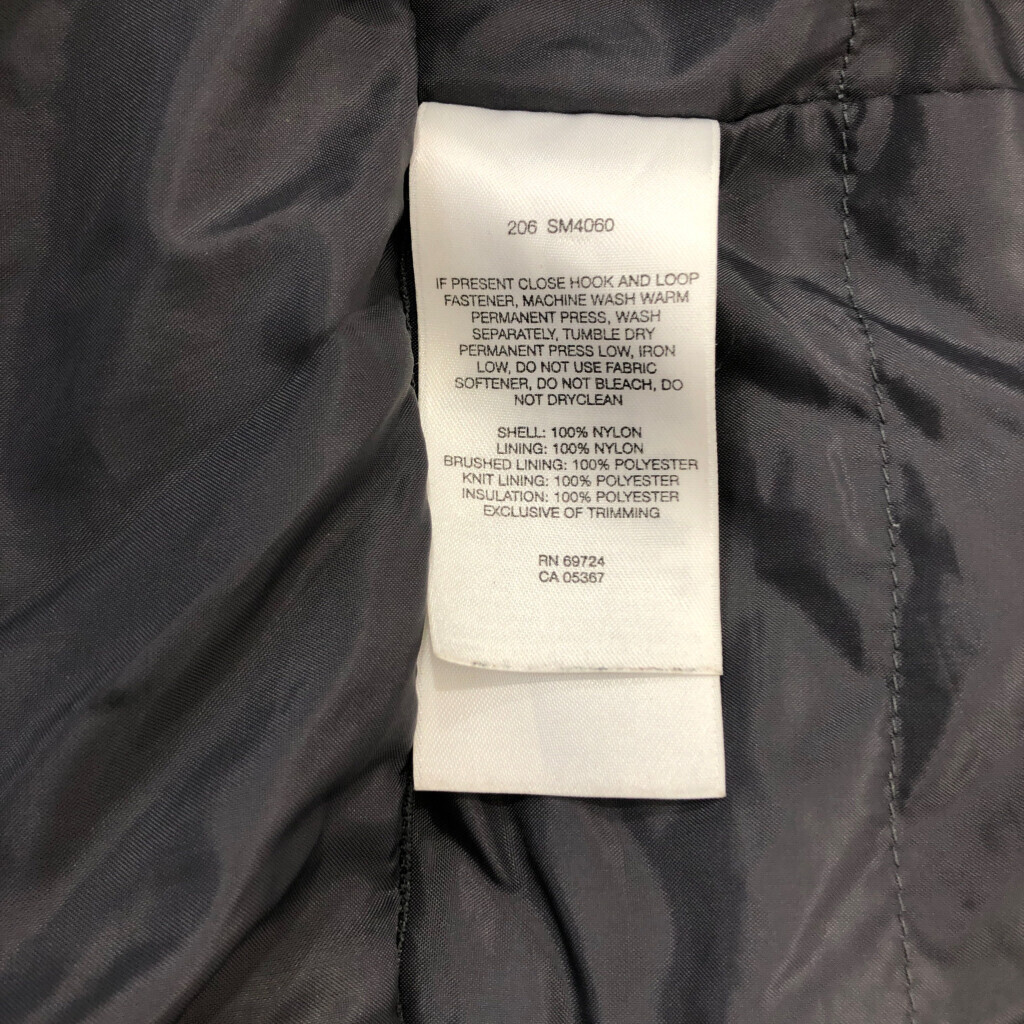 206 SM4060
IF PRESENT CLOSE HOOK AND LOOP
FASTENER, MACHINE WASH WARM
PERMANENT PRESS, WASH
SEPARATELY, TUMBLE DRY
PERMANENT PRESS LOW, IRON
LOW, DO NOT USE FABRIC
SOFTENER, DO NOT BLEACH, DO
NOT DRYCLEAN
SHELL: 100% NYLON
LINING: 100% NYLON
BRUSHED LINING: 100% POLYESTER
KNIT LINING: 100% POLYESTER
INSULATION: 100% POLYESTER
EXCLUSIVE OF TRIMMING
RN 69724
CA 05367